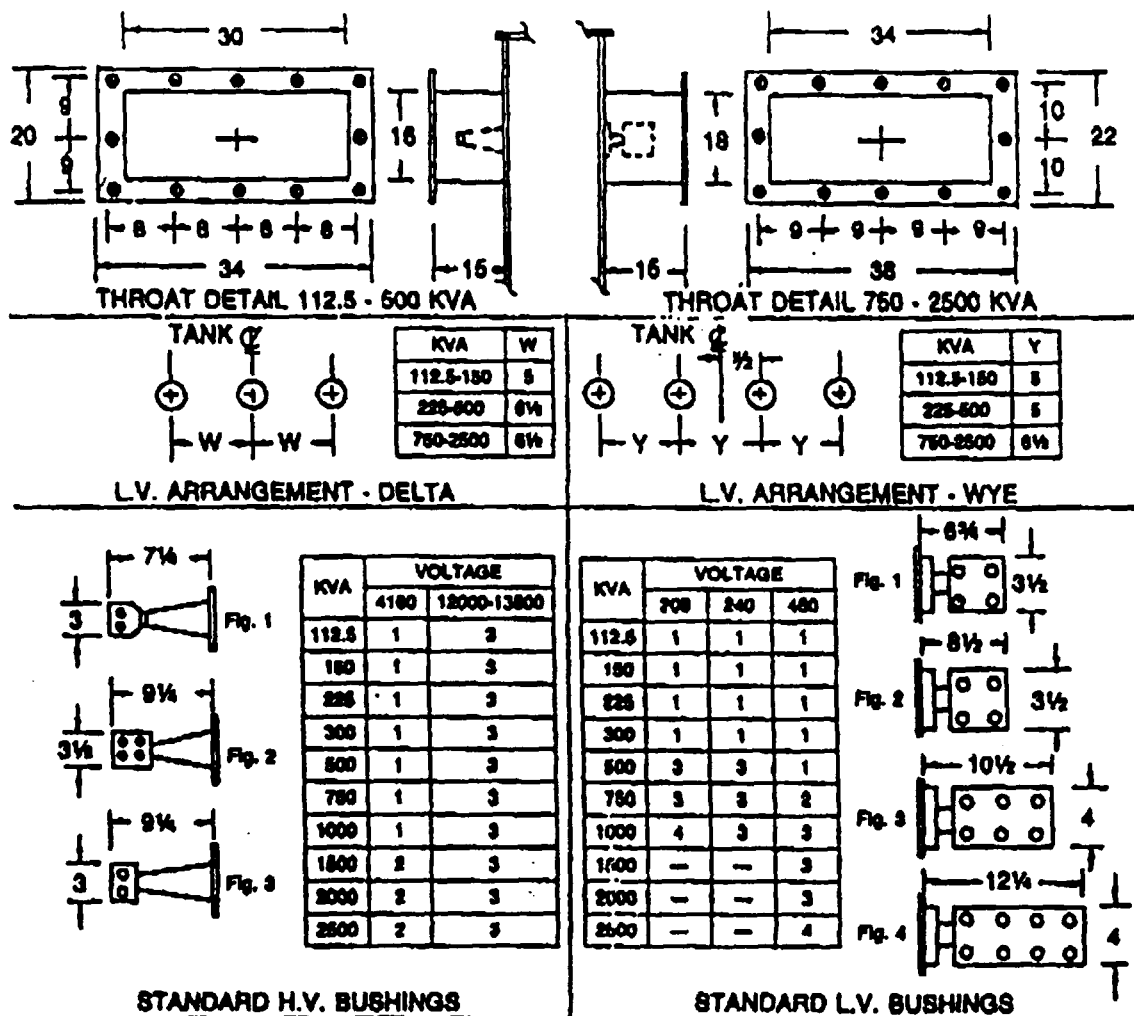 30
20
9
9
16
8 8 8 8
34
15
THROAT DETAIL 112.5 - 500 KVA
34
18
10
10
22
9 9 9 9
38
15
THROAT DETAIL 750 - 2500 KVA
TANK ℄
W W
KVA W
112.5-150 5
225-500 6½
750-2500 6½
L.V. ARRANGEMENT - DELTA
TANK ℄
Y/2
Y Y Y
KVA Y
112.5-150 5
225-500 5
750-2500 6½
L.V. ARRANGEMENT - WYE
7¼
3
Fig. 1
9¼
3½
Fig. 2
9¼
3
Fig. 3
KVA VOLTAGE
4160 12000-13800
112.5 1 3
150 1 3
225 1 3
300 1 3
500 1 3
750 1 3
1000 1 3
1500 2 3
2000 2 3
2500 2 3
STANDARD H.V. BUSHINGS
KVA VOLTAGE
208 240 480
112.5 1 1 1
150 1 1 1
225 1 1 1
300 1 1 1
500 3 3 1
750 3 3 2
1000 4 3 3
1500 — — 3
2000 — — 3
2500 — — 4
6¾
Fig. 1
3½
8½
Fig. 2
3½
10½
Fig. 3
4
12¼
Fig. 4
4
STANDARD L.V. BUSHINGS